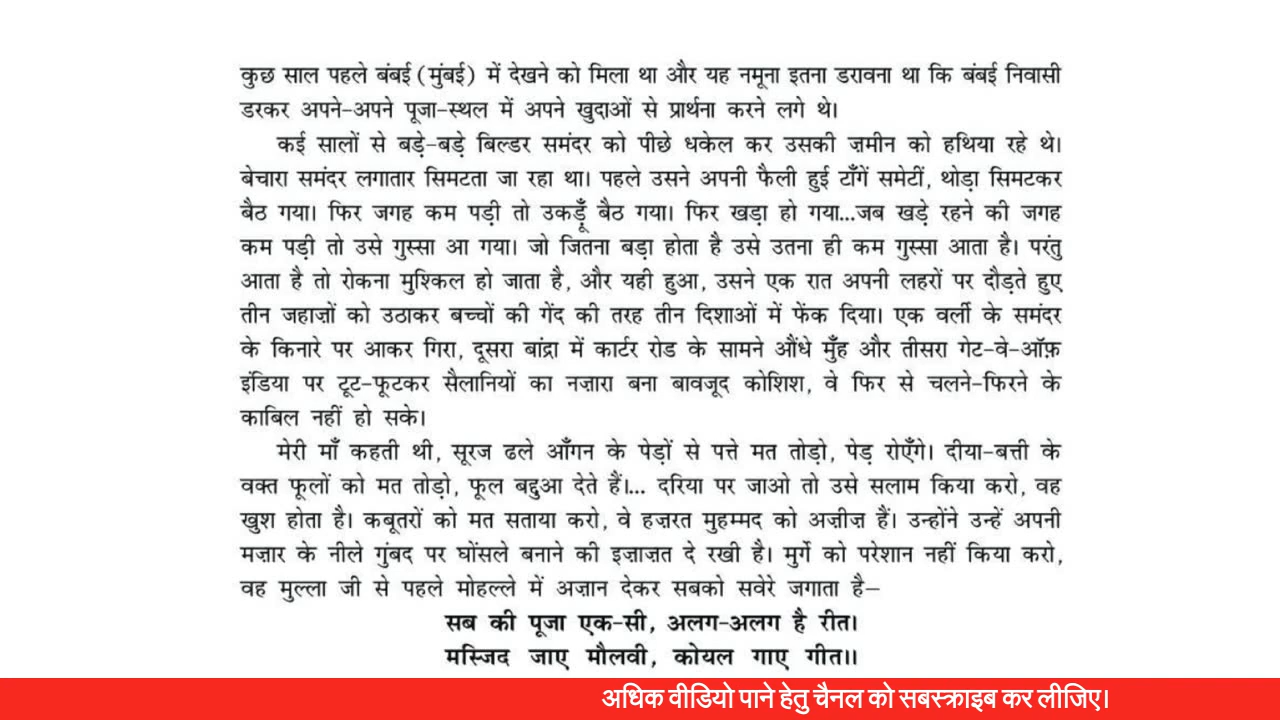 कुछ साल पहले बंबई (मुंबई) में देखने को मिला था और यह नमूना इतना डरावना था कि बंबई निवासी
डरकर अपने-अपने पूजा-स्थल में अपने खुदाओं से प्रार्थना करने लगे थे।
कई सालों से बड़े-बड़े बिल्डर समंदर को पीछे धकेल कर उसकी ज़मीन को हथिया रहे थे।
बेचारा समंदर लगातार सिमटता जा रहा था। पहले उसने अपनी फैली हुई टाँगें समेटीं, थोड़ा सिमटकर
बैठ गया। फिर जगह कम पड़ी तो उकड़ूँ बैठ गया। फिर खड़ा हो गया...जब खड़े रहने की जगह
कम पड़ी तो उसे गुस्सा आ गया। जो जितना बड़ा होता है उसे उतना ही कम गुस्सा आता है। परंतु
आता है तो रोकना मुश्किल हो जाता है, और यही हुआ, उसने एक रात अपनी लहरों पर दौड़ते हुए
तीन जहाज़ों को उठाकर बच्चों की गेंद की तरह तीन दिशाओं में फेंक दिया। एक वर्ली के समंदर
के किनारे पर आकर गिरा, दूसरा बांद्रा में कार्टर रोड के सामने औंधे मुँह और तीसरा गेट-वे-ऑफ़
इंडिया पर टूट-फूटकर सैलानियों का नज़ारा बना बावजूद कोशिश, वे फिर से चलने-फिरने के
काबिल नहीं हो सके।
मेरी माँ कहती थी, सूरज ढले आँगन के पेड़ों से पत्ते मत तोड़ो, पेड़ रोएँगे। दीया-बत्ती के
वक्त फूलों को मत तोड़ो, फूल बद्दुआ देते हैं।... दरिया पर जाओ तो उसे सलाम किया करो, वह
खुश होता है। कबूतरों को मत सताया करो, वे हज़रत मुहम्मद को अज़ीज़ हैं। उन्होंने उन्हें अपनी
मज़ार के नीले गुंबद पर घोंसले बनाने की इज़ाज़त दे रखी है। मुर्गे को परेशान नहीं किया करो,
वह मुल्ला जी से पहले मोहल्ले में अज़ान देकर सबको सवेरे जगाता है–
सब की पूजा एक-सी, अलग-अलग है रीत।
मस्जिद जाए मौलवी, कोयल गाए गीत।।
अधिक वीडियो पाने हेतु चैनल को सबस्क्राइब कर लीजिए।